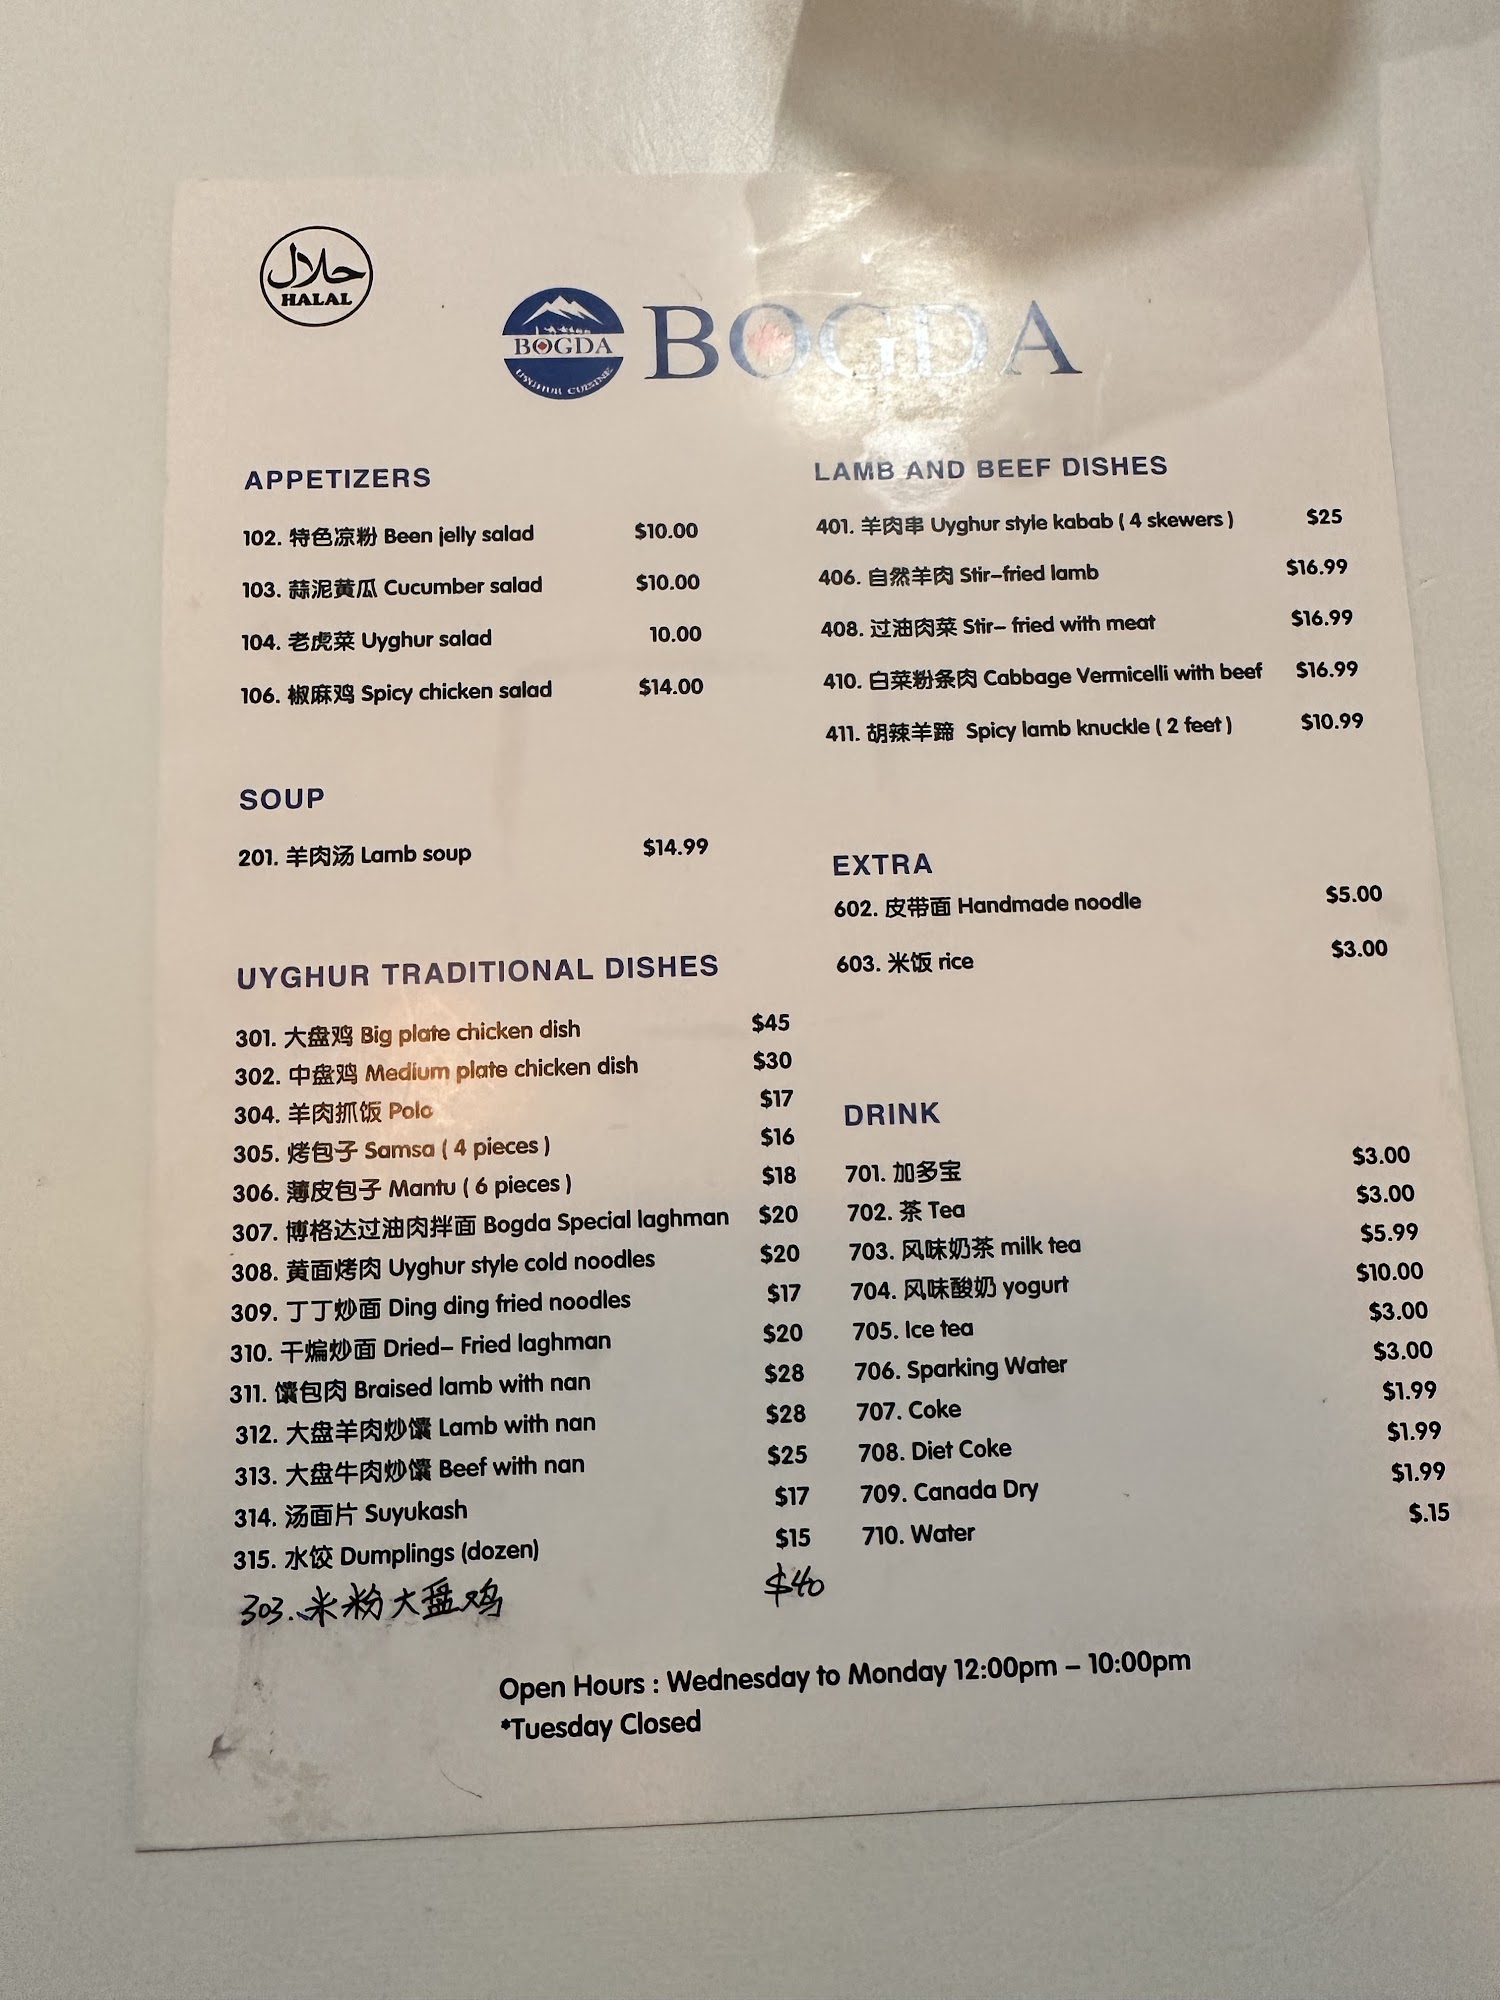 حلال
HALAL
BOGDA
UYGHUR CUISINE
BOGDA
APPETIZERS
102. 特色凉粉 Been jelly salad $10.00
103. 蒜泥黄瓜 Cucumber salad $10.00
104. 老虎菜 Uyghur salad 10.00
106. 椒麻鸡 Spicy chicken salad $14.00
SOUP
201. 羊肉汤 Lamb soup $14.99
UYGHUR TRADITIONAL DISHES
301. 大盘鸡 Big plate chicken dish $45
302. 中盘鸡 Medium plate chicken dish $30
304. 羊肉抓饭 Polo $17
305. 烤包子 Samsa ( 4 pieces ) $16
306. 薄皮包子 Mantu ( 6 pieces ) $18
307. 博格达过油肉拌面 Bogda Special laghman $20
308. 黄面烤肉 Uyghur style cold noodles $20
309. 丁丁炒面 Ding ding fried noodles $17
310. 干煸炒面 Dried– Fried laghman $20
311. 馕包肉 Braised lamb with nan $28
312. 大盘羊肉炒馕 Lamb with nan $28
313. 大盘牛肉炒馕 Beef with nan $25
314. 汤面片 Suyukash $17
315. 水饺 Dumplings (dozen) $15
303. 米粉大盘鸡 $40
LAMB AND BEEF DISHES
401. 羊肉串 Uyghur style kabab ( 4 skewers ) $25
406. 自然羊肉 Stir–fried lamb $16.99
408. 过油肉菜 Stir– fried with meat $16.99
410. 白菜粉条肉 Cabbage Vermicelli with beef $16.99
411. 胡辣羊蹄 Spicy lamb knuckle ( 2 feet ) $10.99
EXTRA
602. 皮带面 Handmade noodle $5.00
603. 米饭 rice $3.00
DRINK
701. 加多宝 $3.00
702. 茶 Tea $3.00
703. 风味奶茶 milk tea $5.99
704. 风味酸奶 yogurt $10.00
705. Ice tea $3.00
706. Sparking Water $3.00
707. Coke $1.99
708. Diet Coke $1.99
709. Canada Dry $1.99
710. Water $.15
Open Hours : Wednesday to Monday 12:00pm – 10:00pm
*Tuesday Closed